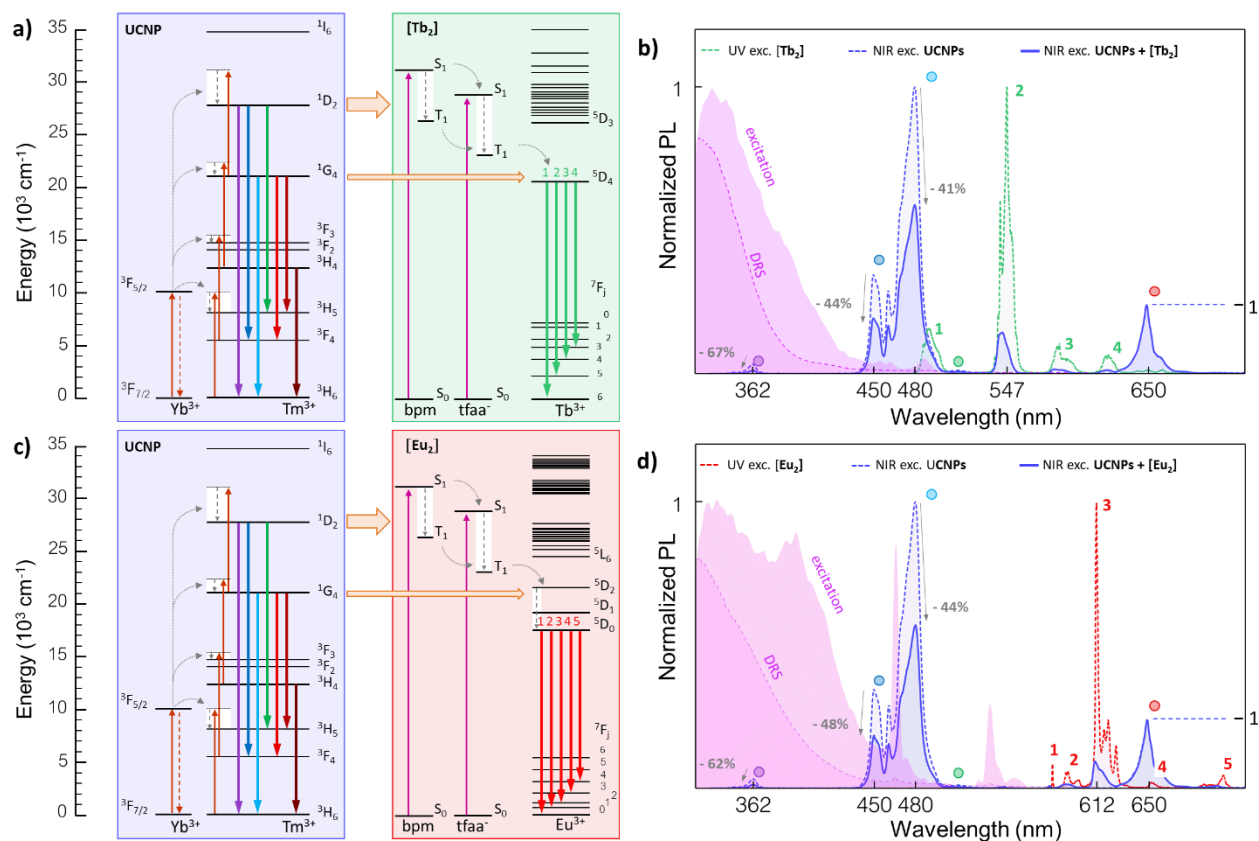 a)
UCNP
[Tb₂]
Energy (10³ cm⁻¹)
35
30
25
20
15
10
5
0
¹I₆
¹D₂
¹G₄
³F₃
³F₂
³H₄
³H₅
³F₄
³H₆
³F₅/₂
³F₇/₂
Yb³⁺
Tm³⁺
S₁
T₁
S₁
T₁
S₀
S₀
bpm
tfaa⁻
⁵D₃
⁵D₄
1 2 3 4
⁷Fⱼ
0
1
2
3
4
5
6
Tb³⁺
b)
UV exc. [Tb₂]
NIR exc. UCNPs
NIR exc. UCNPs + [Tb₂]
Normalized PL
1
excitation
DRS
- 67%
- 44%
- 41%
1
2
3
4
1
362
450
480
547
650
Wavelength (nm)
c)
UCNP
[Eu₂]
Energy (10³ cm⁻¹)
35
30
25
20
15
10
5
0
¹I₆
¹D₂
¹G₄
³F₃
³F₂
³H₄
³H₅
³F₄
³H₆
³F₅/₂
³F₇/₂
Yb³⁺
Tm³⁺
S₁
T₁
S₁
T₁
S₀
S₀
bpm
tfaa⁻
⁵L₆
⁵D₂
⁵D₁
⁵D₀
1 2 3 4 5
⁷Fⱼ
6
5
4
3
2
1
0
Eu³⁺
d)
UV exc. [Eu₂]
NIR exc. UCNPs
NIR exc. UCNPs + [Eu₂]
Normalized PL
1
excitation
DRS
- 62%
- 48%
- 44%
1
2
3
4
5
1
362
450
480
612
650
Wavelength (nm)